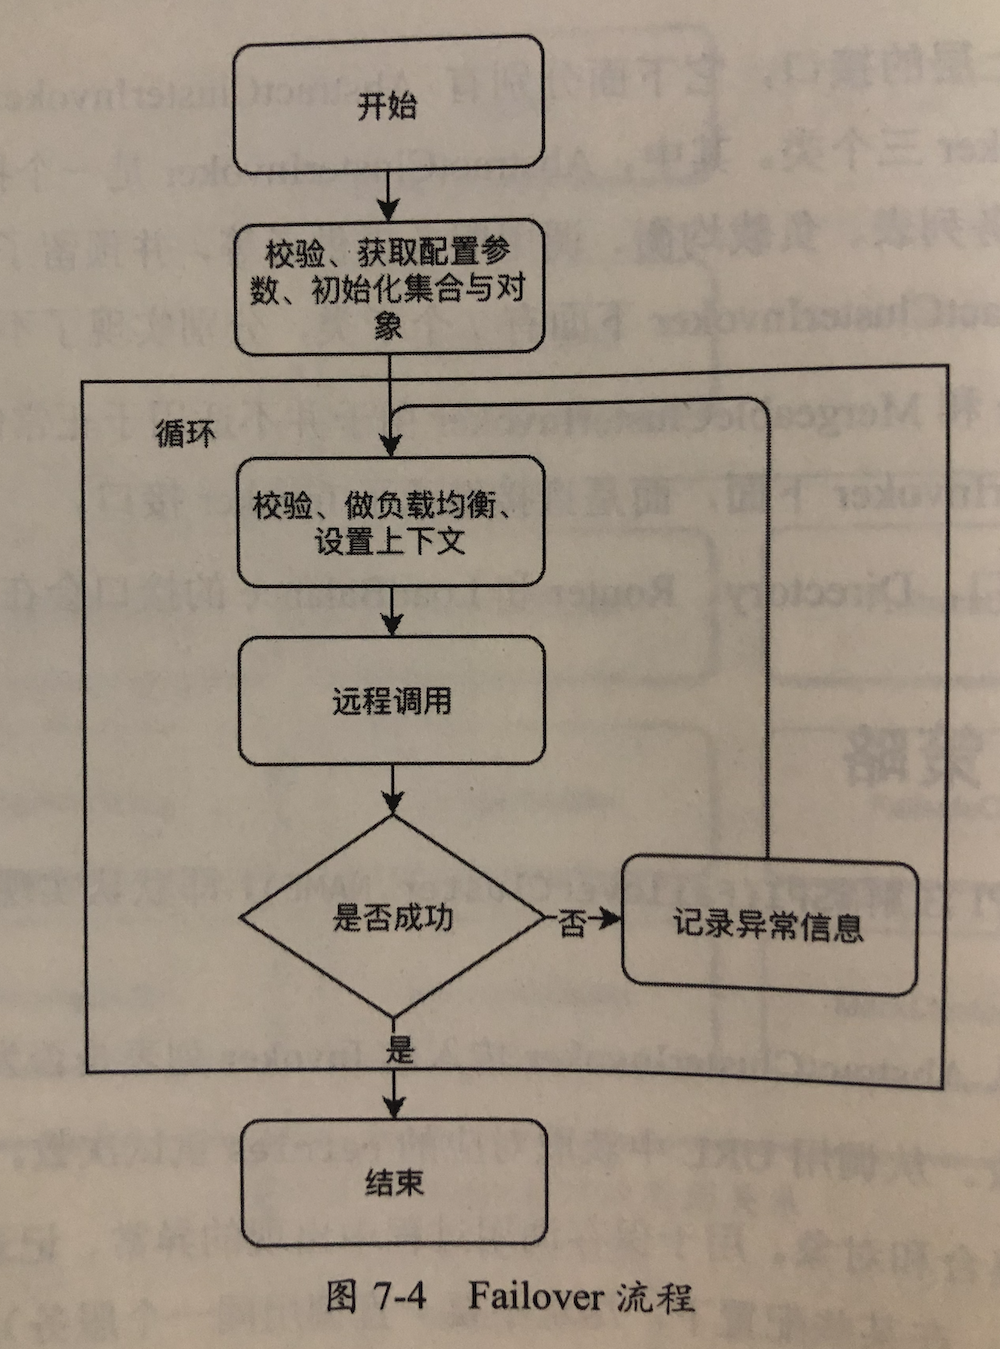 开始
校验、获取配置参
数、初始化集合与对
象
循环
校验、做负载均衡、
设置上下文
远程调用
是否成功
否
记录异常信息
是
结束
图 7-4 Failover 流程